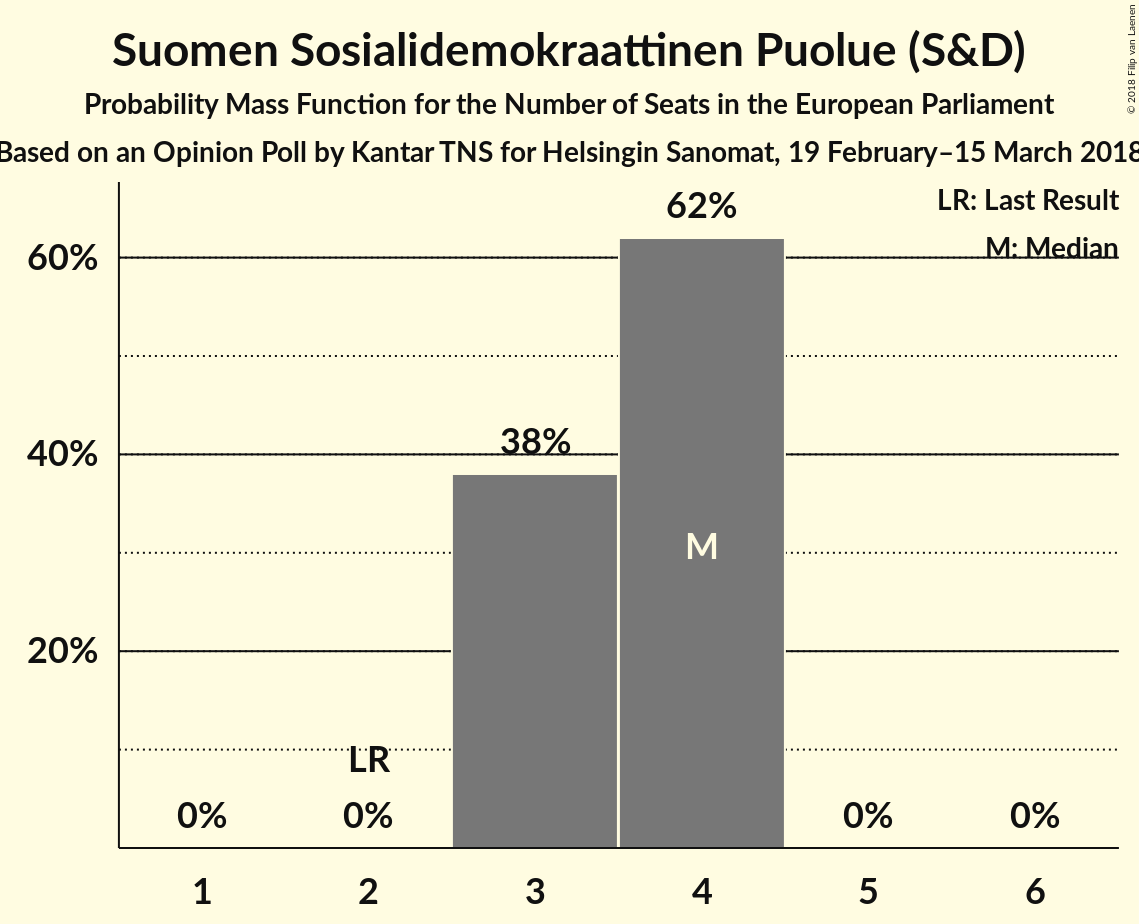 Suomen Sosialidemokraattinen Puolue (S&D)
Probability Mass Function for the Number of Seats in the European Parliament
Based on an Opinion Poll by Kantar TNS for Helsingin Sanomat, 19 February–15 March 2018
© 2018 Filip van Laenen
LR: Last Result
M: Median
62%
60%
38%
40%
M
20%
LR
0% 0% 0% 0%
1 2 3 4 5 6